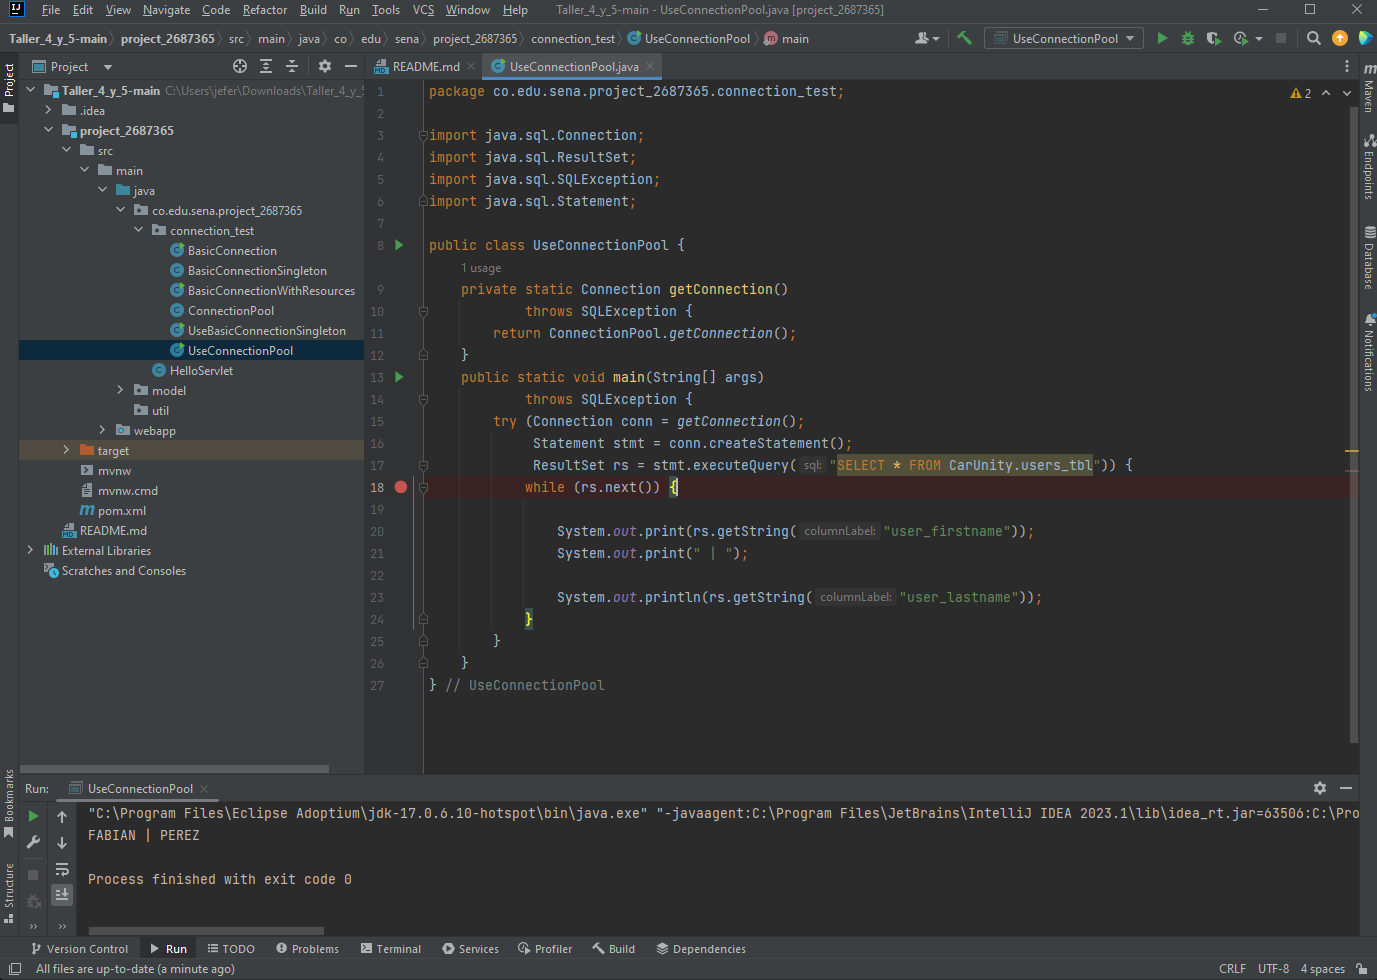 File Edit View Navigate Code Refactor Build Run Tools VCS Window Help Taller_4_y_5-main - UseConnectionPool.java [project_2687365]
Taller_4_y_5-main project_2687365 src main java co edu sena project_2687365 connection_test UseConnectionPool main UseConnectionPool
Project
README.md UseConnectionPool.java
Taller_4_y_5-main C:\Users\jefer\Downloads\Taller_4_y_5
.idea
project_2687365
src
main
java
co.edu.sena.project_2687365
connection_test
BasicConnection
BasicConnectionSingleton
BasicConnectionWithResources
ConnectionPool
UseBasicConnectionSingleton
UseConnectionPool
HelloServlet
model
util
webapp
target
mvnw
mvnw.cmd
pom.xml
README.md
External Libraries
Scratches and Consoles
1 package co.edu.sena.project_2687365.connection_test;
2
3 import java.sql.Connection;
4 import java.sql.ResultSet;
5 import java.sql.SQLException;
6 import java.sql.Statement;
7
8 public class UseConnectionPool {
1 usage
9 private static Connection getConnection()
10 throws SQLException {
11 return ConnectionPool.getConnection();
12 }
13 public static void main(String[] args)
14 throws SQLException {
15 try (Connection conn = getConnection();
16 Statement stmt = conn.createStatement();
17 ResultSet rs = stmt.executeQuery( sql: "SELECT * FROM CarUnity.users_tbl")) {
18 while (rs.next()) {
19
20 System.out.print(rs.getString( columnLabel: "user_firstname"));
21 System.out.print(" | ");
22
23 System.out.println(rs.getString( columnLabel: "user_lastname"));
24 }
25 }
26 }
27 } // UseConnectionPool
2
Project
Bookmarks
Structure
Maven
Endpoints
Database
Notifications
Run: UseConnectionPool
"C:\Program Files\Eclipse Adoptium\jdk-17.0.6.10-hotspot\bin\java.exe" "-javaagent:C:\Program Files\JetBrains\IntelliJ IDEA 2023.1\lib\idea_rt.jar=63506:C:\Pro
FABIAN | PEREZ
Process finished with exit code 0
Version Control Run TODO Problems Terminal Services Profiler Build Dependencies
All files are up-to-date (a minute ago) CRLF UTF-8 4 spaces